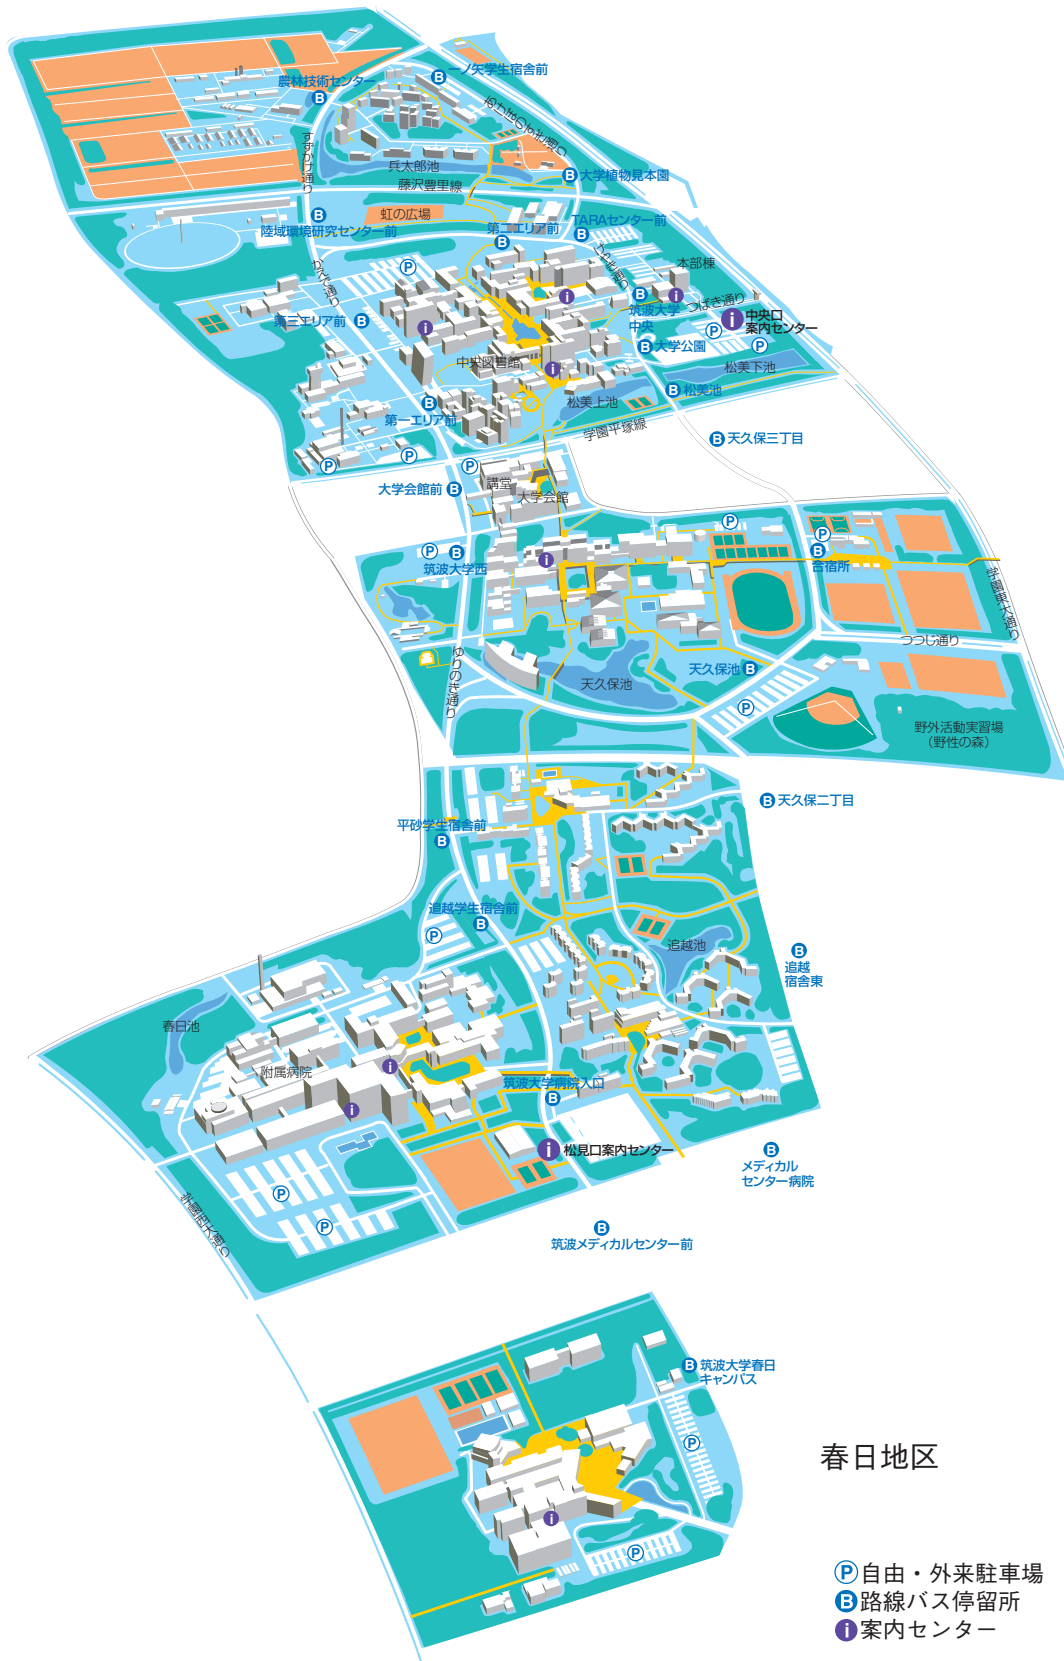 一ノ矢学生宿舎前
農林技術センター
すずかけ通り
兵太郎池
大学植物見本園
藤沢豊里線
虹の広場
陸域環境研究センター前
第二エリア前
TARAセンター前
かえで通り
本部棟
つばき通り
筑波大学
中央
中央口
案内センター
第三エリア前
大学公園
中央図書館
松美下池
松美池
松美上池
第一エリア前
学園平塚線
天久保三丁目
講堂
大学会館前
大学会館
筑波大学西
合宿所
学園東大通り
つつじ通り
ゆりのき通り
天久保池
天久保池
野外活動実習場
（野性の森）
天久保二丁目
平砂学生宿舎前
追越学生宿舎前
追越池
追越
宿舎東
春日池
附属病院
筑波大学病院入口
松見口案内センター
メディカル
センター病院
学園西大通り
筑波メディカルセンター前
筑波大学春日
キャンパス
春日地区
P 自由・外来駐車場
B 路線バス停留所
i 案内センター